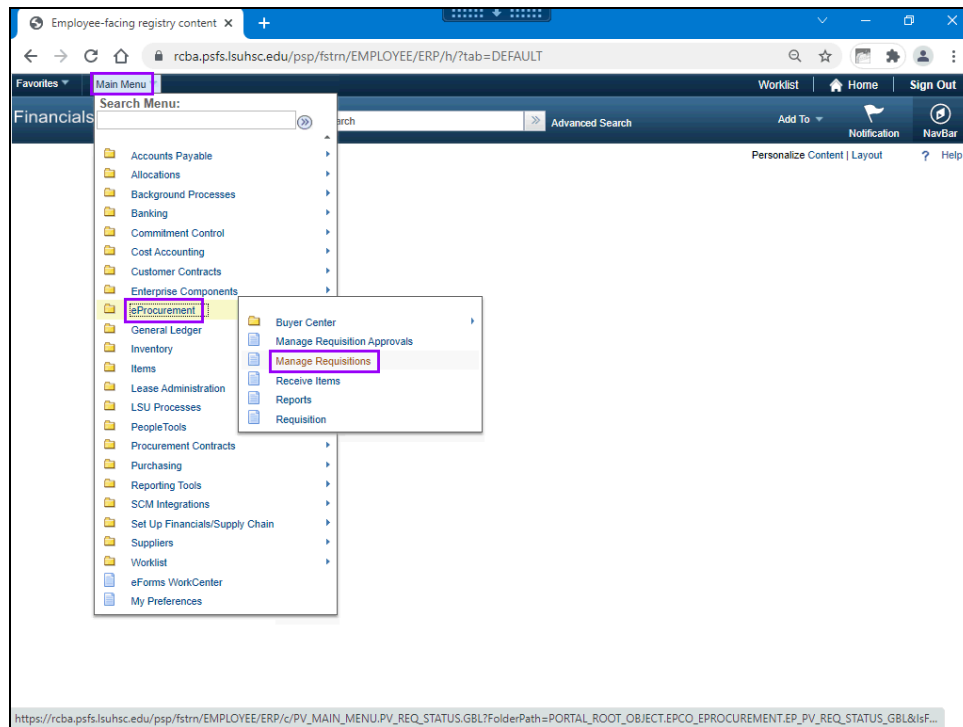 Employee-facing registry content
rcba.psfs.lsuhsc.edu/psp/fstrn/EMPLOYEE/ERP/h/?tab=DEFAULT
Favorites Main Menu Worklist Home Sign Out
Search Menu:
Financials arch Advanced Search Add To Notification NavBar
Personalize Content | Layout ? Help
Accounts Payable
Allocations
Background Processes
Banking
Commitment Control
Cost Accounting
Customer Contracts
Enterprise Components
eProcurement
Buyer Center
General Ledger
Manage Requisition Approvals
Inventory
Manage Requisitions
Items
Receive Items
Lease Administration
Reports
LSU Processes
Requisition
PeopleTools
Procurement Contracts
Purchasing
Reporting Tools
SCM Integrations
Set Up Financials/Supply Chain
Suppliers
Worklist
eForms WorkCenter
My Preferences
https://rcba.psfs.lsuhsc.edu/psp/fstrn/EMPLOYEE/ERP/c/PV_MAIN_MENU.PV_REQ_STATUS.GBL?FolderPath=PORTAL_ROOT_OBJECT.EPCO_EPROCUREMENT.EP_PV_REQ_STATUS_GBL&IsF...